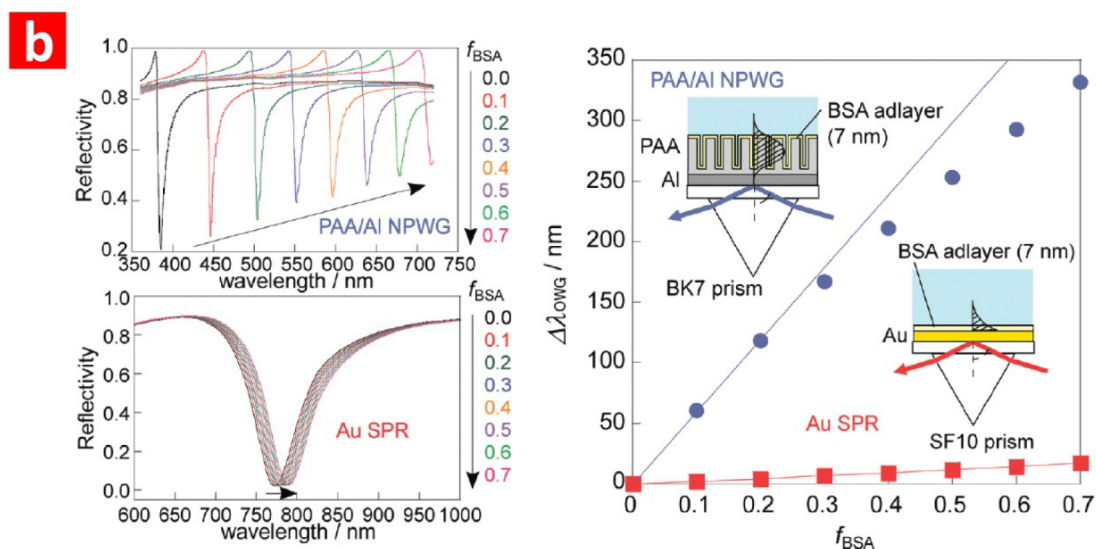 b
1.0
0.8
0.6
0.4
0.2
Reflectivity
350 400 450 500 550 600 650 700 750
wavelength / nm
PAA/Al NPWG
f_BSA
0.0
0.1
0.2
0.3
0.4
0.5
0.6
0.7
1.0
0.8
0.6
0.4
0.2
0.0
Reflectivity
600 650 700 750 800 850 900 950 1000
wavelength / nm
Au SPR
f_BSA
0.0
0.1
0.2
0.3
0.4
0.5
0.6
0.7
350
300
250
200
150
100
50
0
Δλ_OWG / nm
0 0.1 0.2 0.3 0.4 0.5 0.6 0.7
f_BSA
PAA/Al NPWG
BSA adlayer
(7 nm)
PAA
Al
BK7 prism
BSA adlayer (7 nm)
Au
SF10 prism
Au SPR